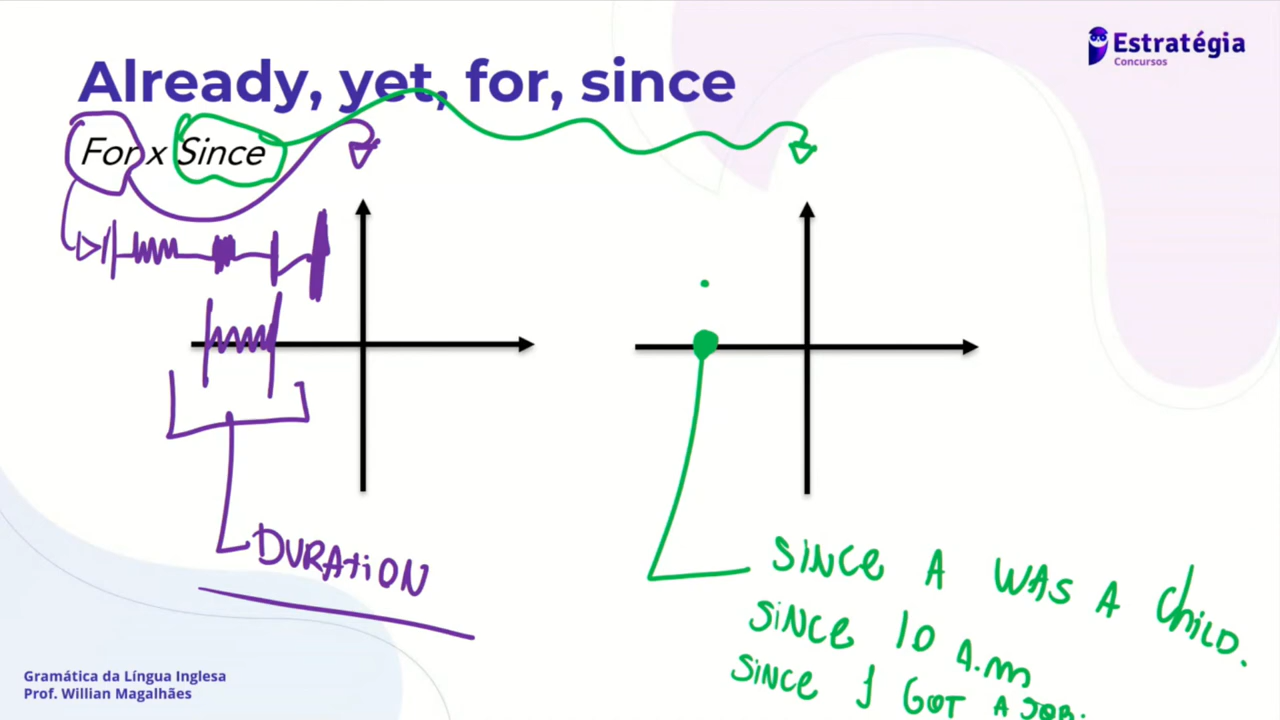 Estratégia
Concursos
Already, yet, for, since
For x Since
DURATION
SINCE A WAS A CHILD.
SINCE 10 A.M
SINCE I GOT A JOB.
Gramática da Língua Inglesa
Prof. Willian Magalhães